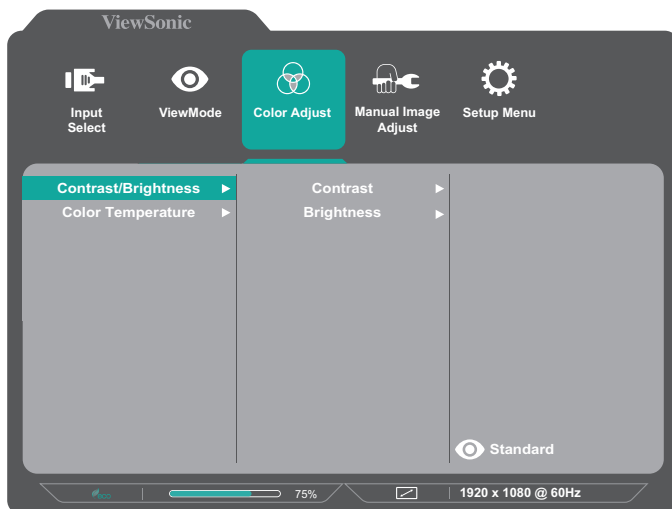 ViewSonic
Input Select
ViewMode
Color Adjust
Manual Image Adjust
Setup Menu
Contrast/Brightness
Contrast
Color Temperature
Brightness
Standard
ECO
75%
1920 x 1080 @ 60Hz